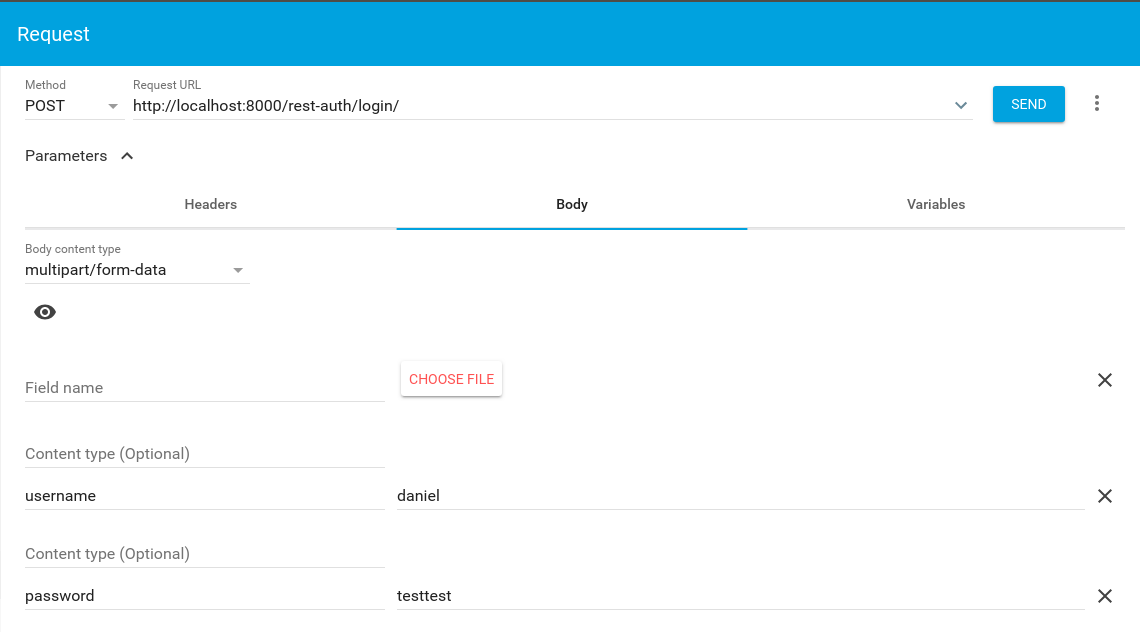 Request
Method
Request URL
POST
http://localhost:8000/rest-auth/login/
SEND
Parameters
Headers
Body
Variables
Body content type
multipart/form-data
Field name
CHOOSE FILE
Content type (Optional)
username
daniel
Content type (Optional)
password
testtest